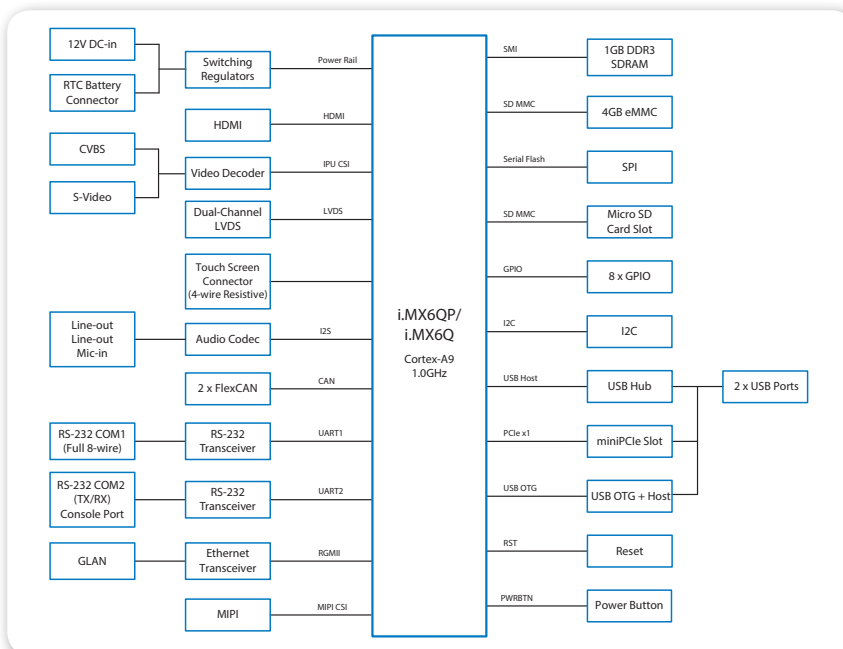 12V DC-in
RTC Battery
Connector
Switching
Regulators
Power Rail
HDMI
HDMI
CVBS
S-Video
Video Decoder
IPU CSI
Dual-Channel
LVDS
LVDS
Touch Screen
Connector
(4-wire Resistive)
Line-out
Line-out
Mic-in
Audio Codec
I2S
2 x FlexCAN
CAN
RS-232 COM1
(Full 8-wire)
RS-232
Transceiver
UART1
RS-232 COM2
(TX/RX)
Console Port
RS-232
Transceiver
UART2
GLAN
Ethernet
Transceiver
RGMII
MIPI
MIPI CSI
i.MX6QP/
i.MX6Q
Cortex-A9
1.0GHz
SMI
1GB DDR3
SDRAM
SD MMC
4GB eMMC
Serial Flash
SPI
SD MMC
Micro SD
Card Slot
GPIO
8 x GPIO
I2C
I2C
USB Host
USB Hub
2 x USB Ports
PCIe x1
miniPCIe Slot
USB OTG
USB OTG + Host
RST
Reset
PWRBTN
Power Button